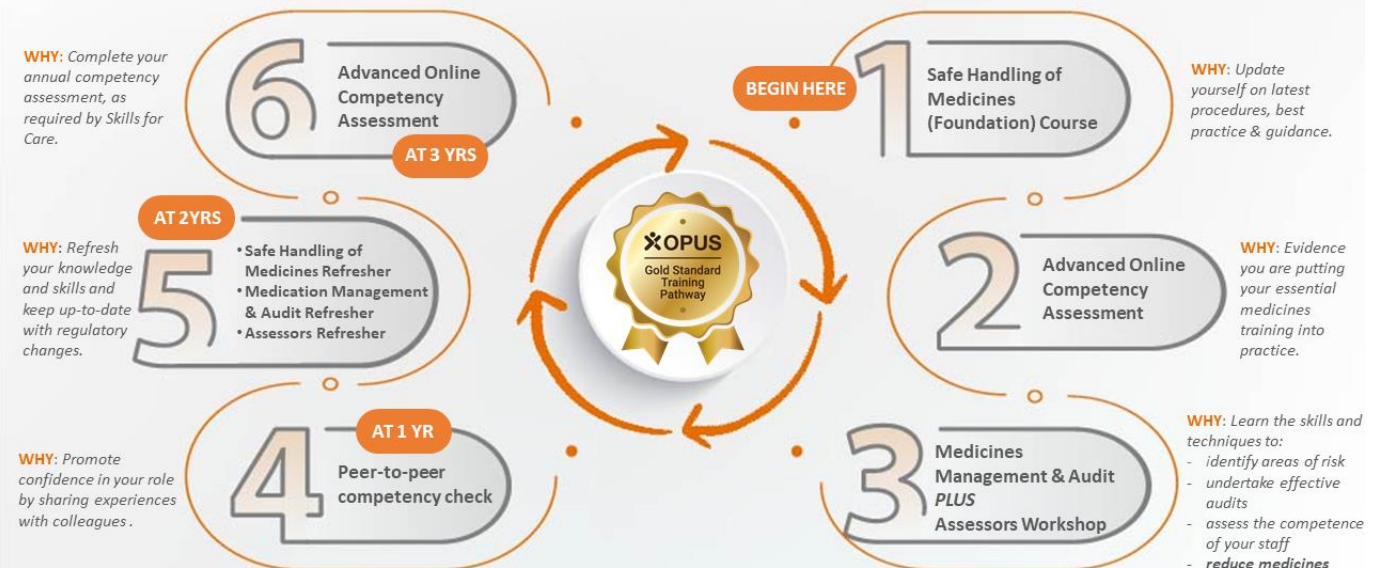 BEGIN HERE
1
Safe Handling of
Medicines
(Foundation) Course
WHY: Update
yourself on latest
procedures, best
practice & guidance.
2
Advanced Online
Competency
Assessment
WHY: Evidence
you are putting
your essential
medicines
training into
practice.
3
Medicines
Management & Audit
PLUS
Assessors Workshop
WHY: Learn the skills and
techniques to:
- identify areas of risk
- undertake effective
audits
- assess the competence
of your staff
- reduce medicines
4
AT 1 YR
Peer-to-peer
competency check
WHY: Promote
confidence in your role
by sharing experiences
with colleagues .
5
AT 2YRS
• Safe Handling of
Medicines Refresher
• Medication Management
& Audit Refresher
• Assessors Refresher
WHY: Refresh
your knowledge
and skills and
keep up-to-date
with regulatory
changes.
6
Advanced Online
Competency
Assessment
AT 3 YRS
WHY: Complete your
annual competency
assessment, as
required by Skills for
Care.
OPUS
Gold Standard
Training
Pathway